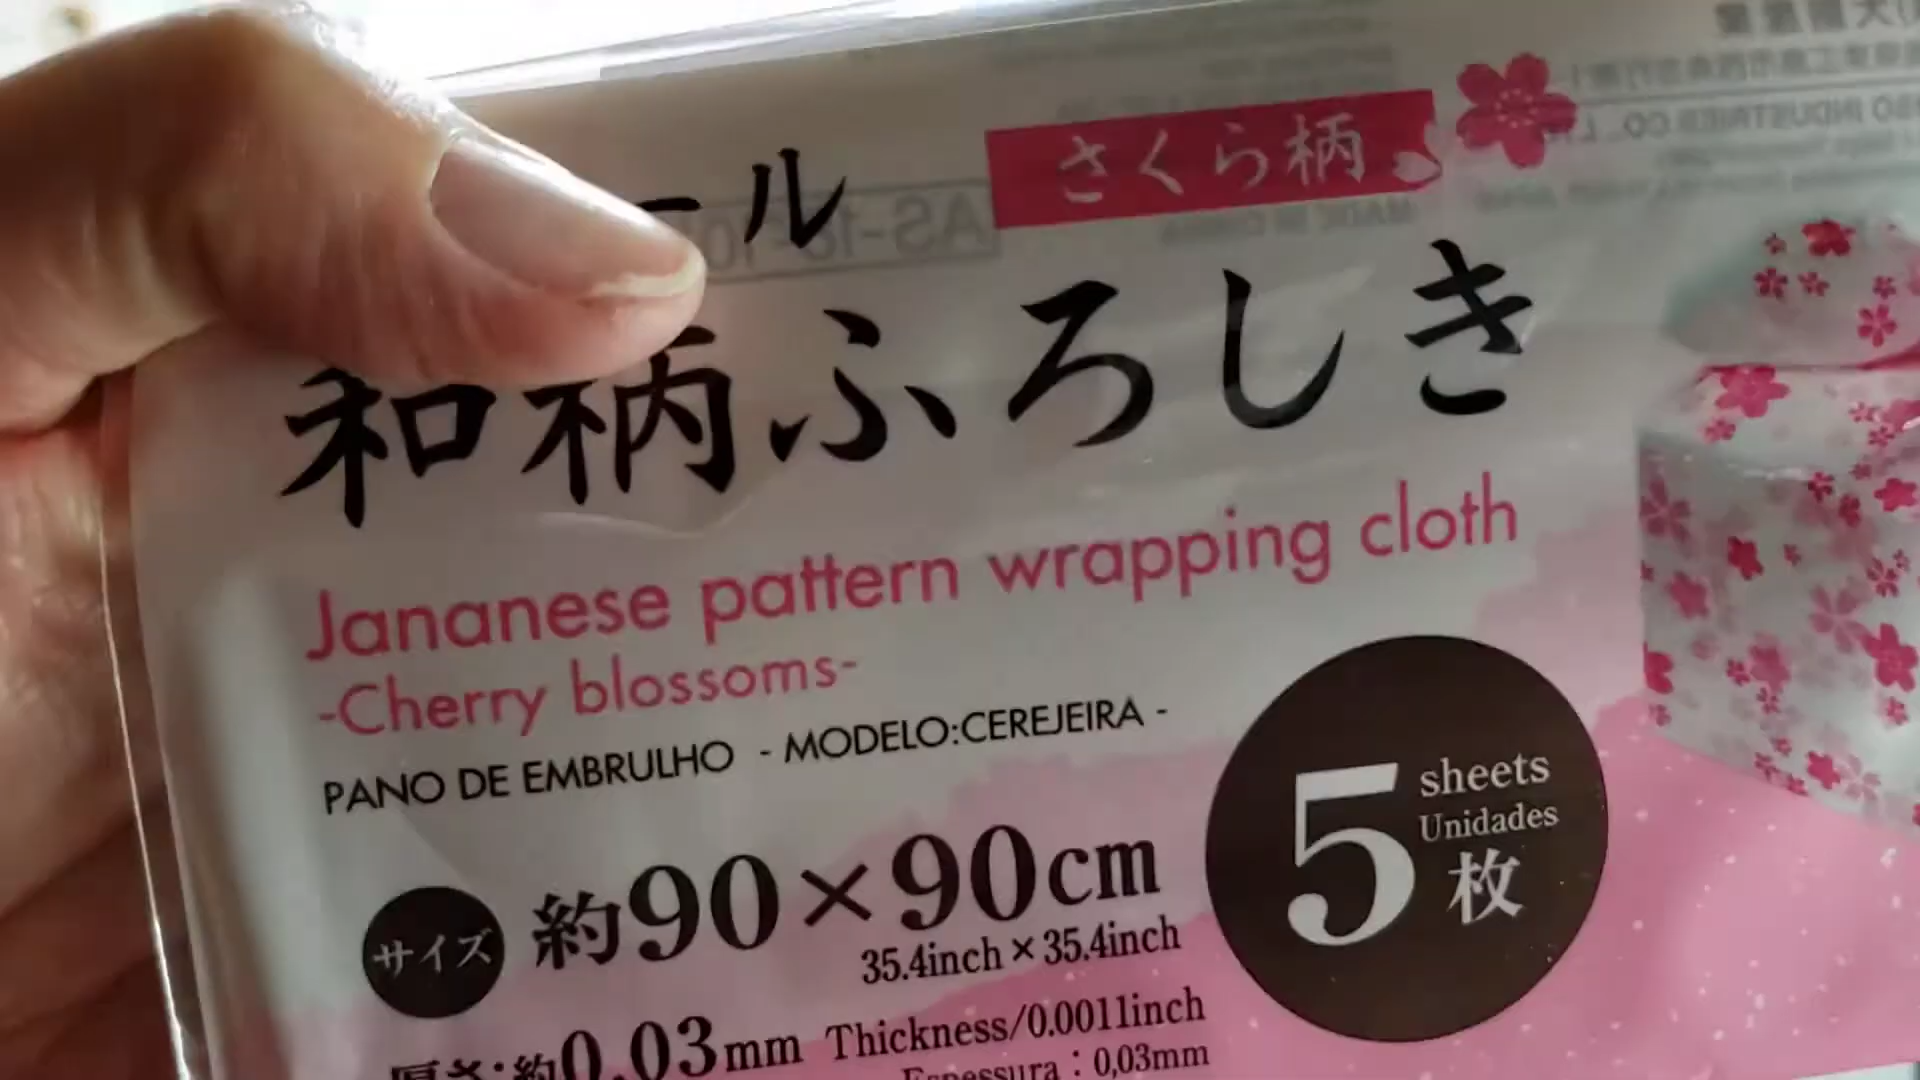 ール
さくら柄
和柄ふろしき
Jananese pattern wrapping cloth
-Cherry blossoms-
PANO DE EMBRULHO - MODELO:CEREJEIRA -
5 sheets
Unidades
枚
サイズ 約90×90cm
35.4inch×35.4inch
厚さ:約0.03mm Thickness/0.0011inch
Espessura:0,03mm